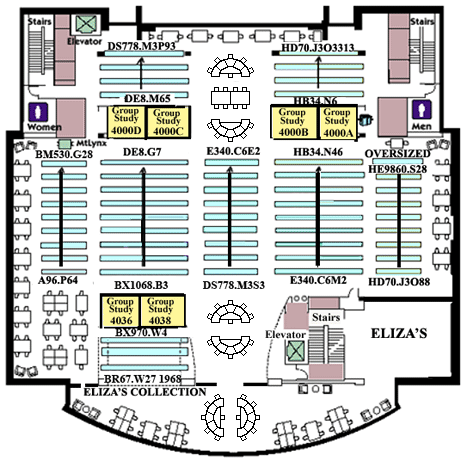 Stairs
Elevator
DS778.M3P93
HD70.J3O3313
Stairs
DE8.M65
HB34.N6
Group Study 4000D
Group Study 4000C
Group Study 4000B
Group Study 4000A
Women
Men
MtLynx
BM530.G28
DE8.G7
E340.C6E2
HB34.N46
OVERSIZED
HE9860.S28
A96.P64
BX1068.B3
DS778.M3S3
E340.C6M2
HD70.J3O88
Group Study 4036
Group Study 4038
Stairs
Elevator
ELIZA'S
BX970.W4
BR67.W27 1968
ELIZA'S COLLECTION